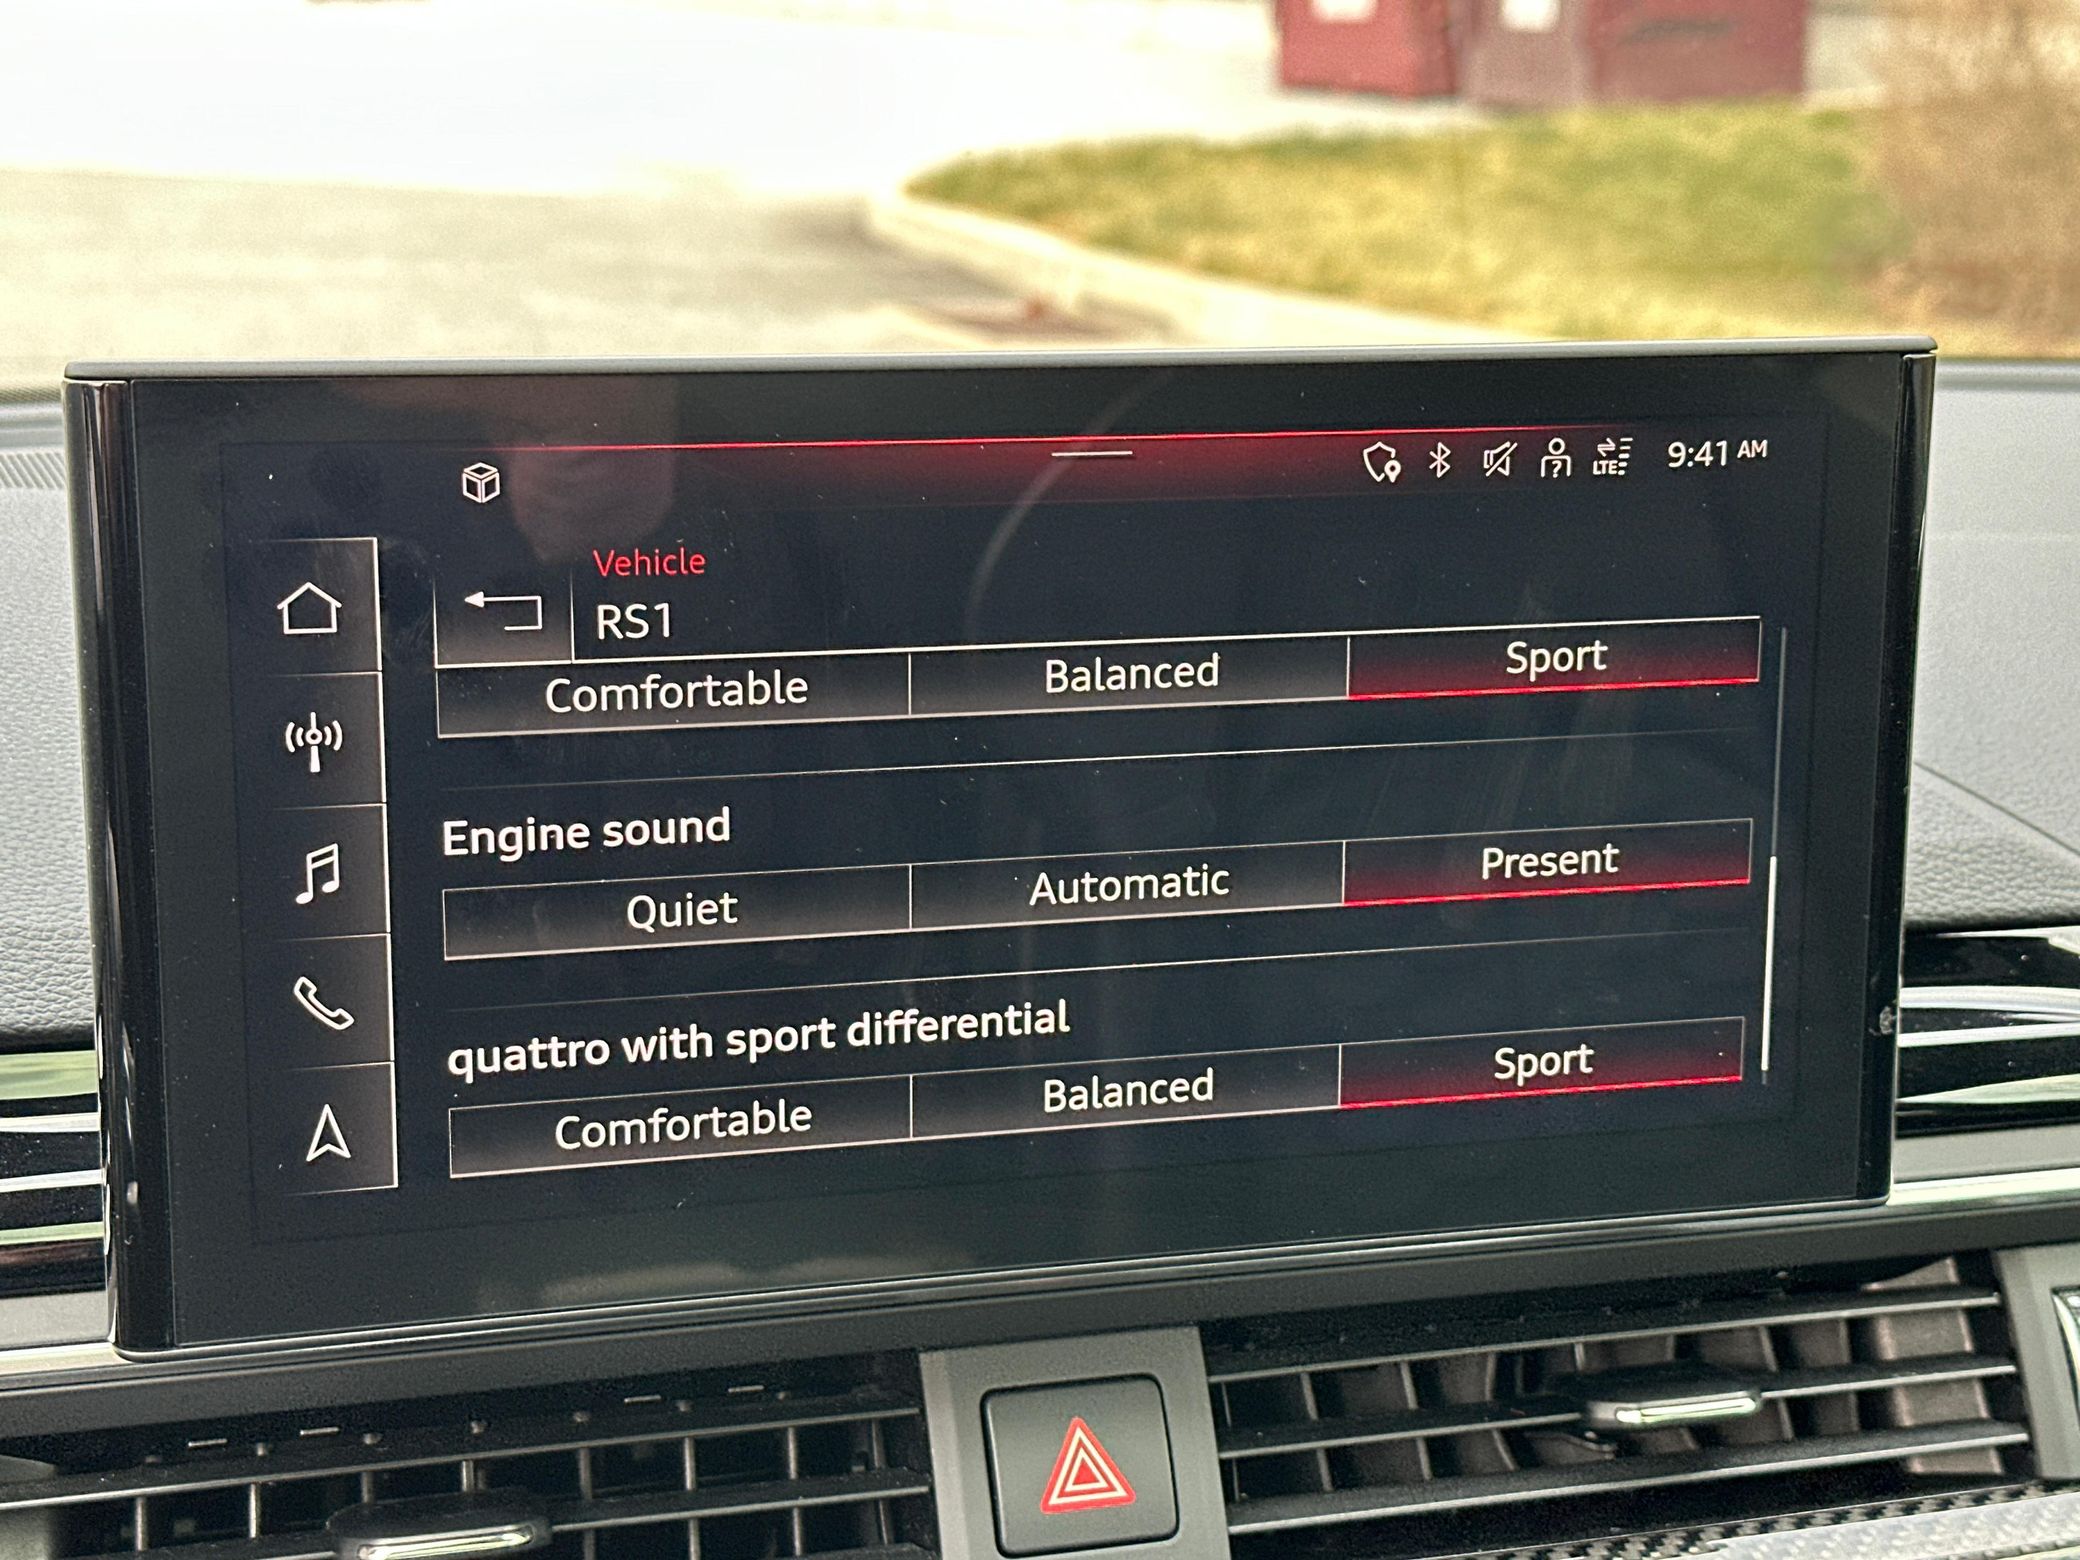 LTE
9:41 AM
Vehicle
RS1
Comfortable Balanced Sport
Engine sound
Quiet Automatic Present
quattro with sport differential
Comfortable Balanced Sport